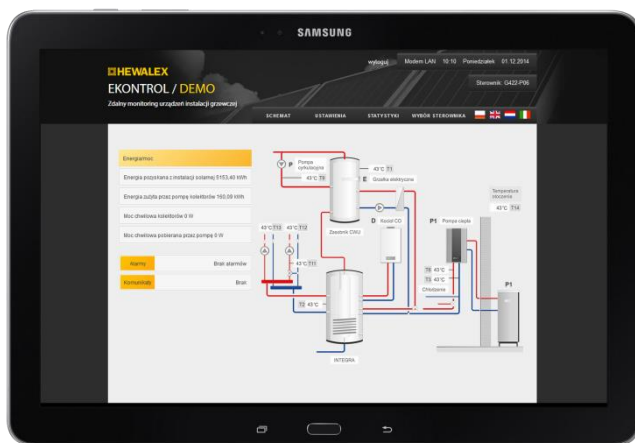 SAMSUNG
wyloguj Modem LAN 10:10 Poniedziałek 01.12.2014
HEWALEX
EKONTROL / DEMO
Sterownik: G422-P06
Zdalny monitoring urządzeń instalacji grzewczej
SCHEMAT USTAWIENIA STATYSTYKI WYBÓR STEROWNIKA
Energia/moc
Energia pozyskana z instalacji solarnej 5153,40 kWh
Energia zużyta przez pompę kolektorów 160,09 kWh
Moc chwilowa kolektorów 0 W
Moc chwilowa pobierana przez pompę 0 W
Alarmy Brak alarmów
Komunikaty Brak
P Pompa
cyrkulacyjna
43°C T1
43°C T9
E Grzałka elektryczna
Temperatura
otoczenia
43°C T14
Zasobnik CWU
D Kocioł CO
P1 Pompa ciepła
43°C T13
43°C T12
43°C T11
T6 43°C
T3 43°C
Chłodzenie
P1
T2 43°C
INTEGRA